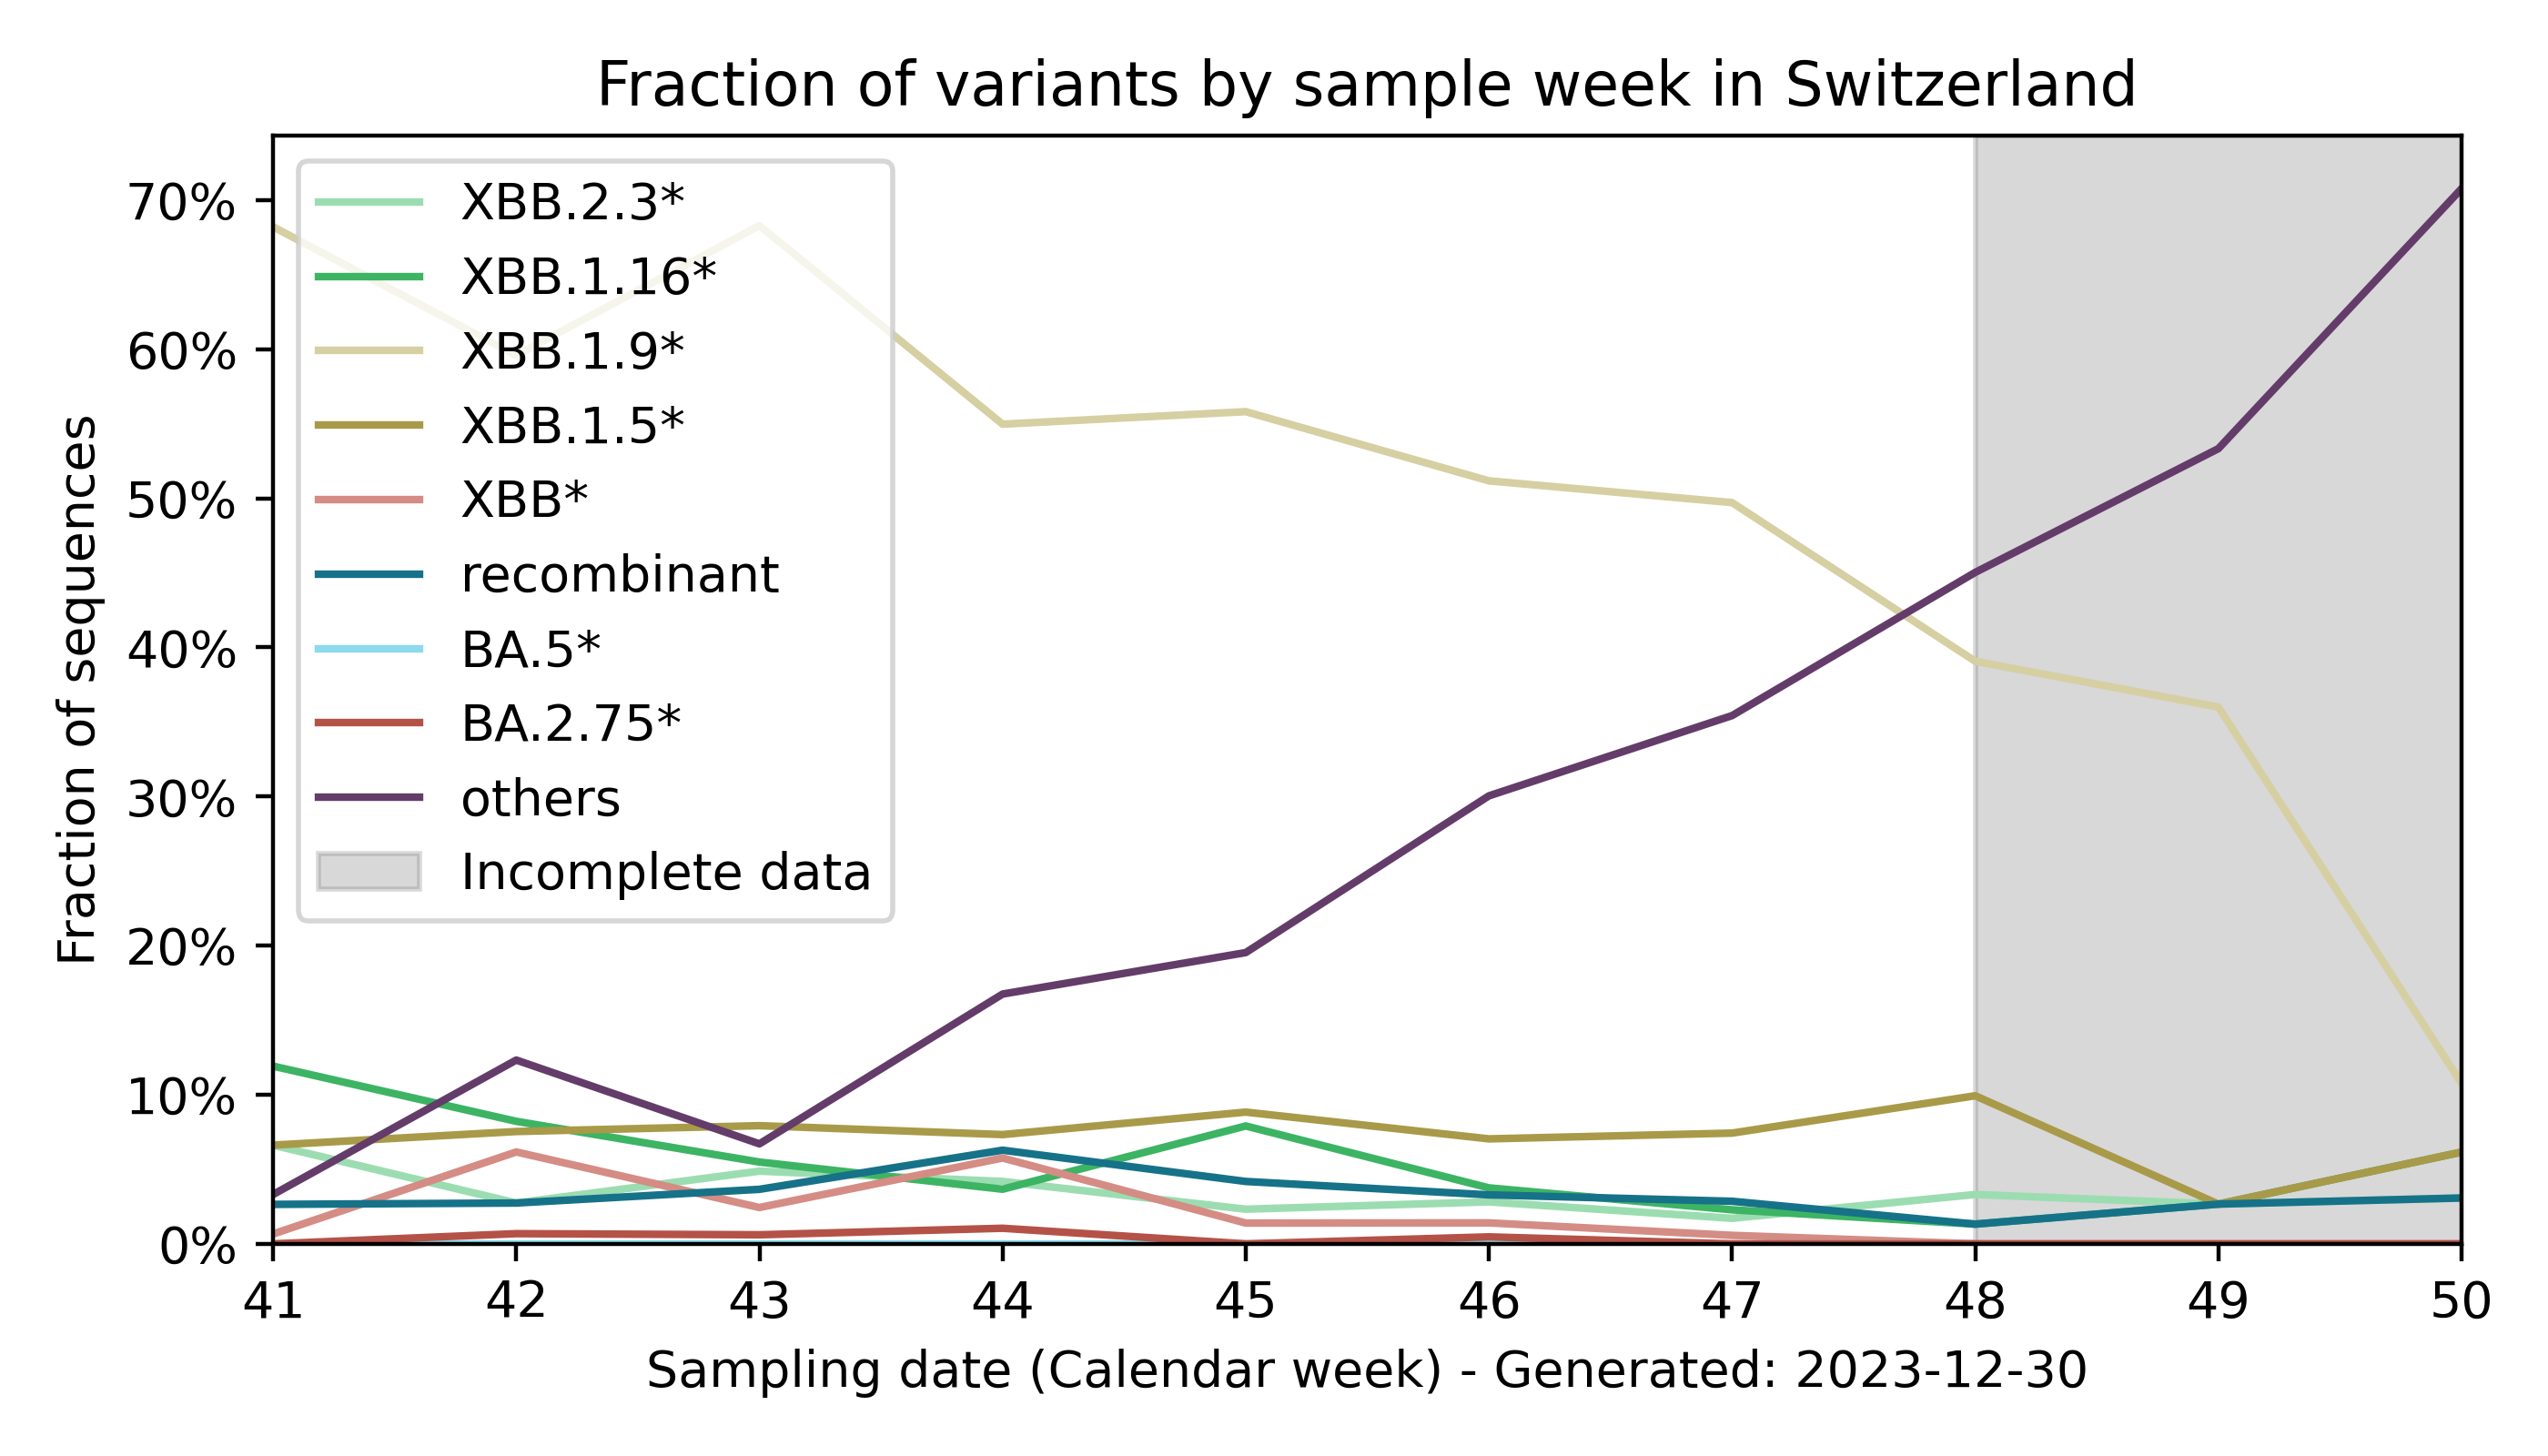 Fraction of variants by sample week in Switzerland
Fraction of sequences
70%
60%
50%
40%
30%
20%
10%
0%
XBB.2.3*
XBB.1.16*
XBB.1.9*
XBB.1.5*
XBB*
recombinant
BA.5*
BA.2.75*
others
Incomplete data
41 42 43 44 45 46 47 48 49 50
Sampling date (Calendar week) - Generated: 2023-12-30